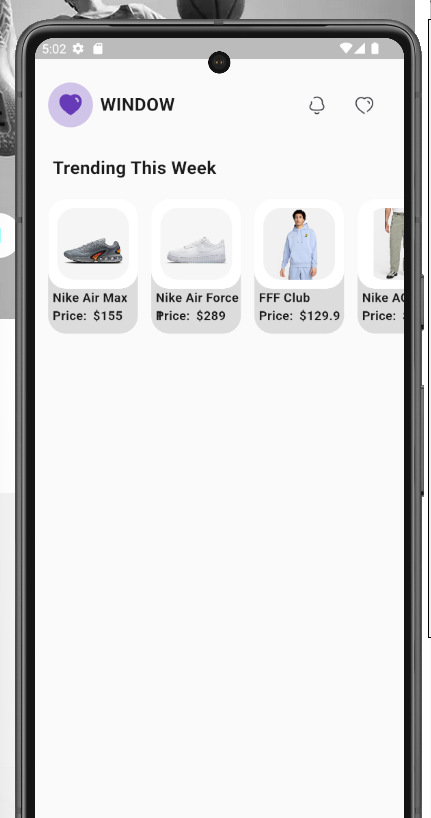 5:02
WINDOW
Trending This Week
Nike Air Max
Price: $155
Nike Air Force
Price: $289
FFF Club
Price: $129.9
Nike AC
Price: